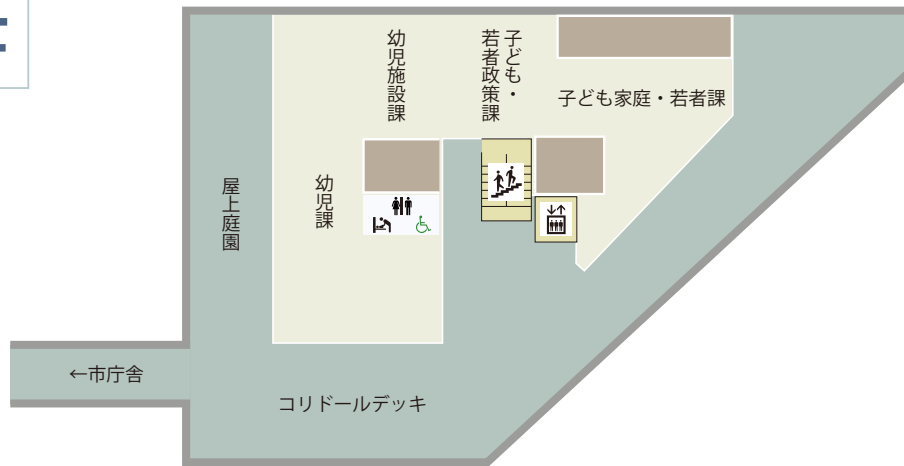 幼児施設課
子ども・
若者政策課
子ども家庭・若者課
幼児課
屋上庭園
←市庁舎
コリドールデッキ